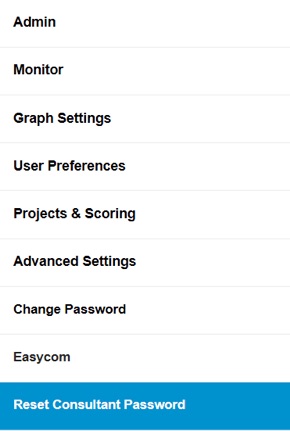 Admin
Monitor
Graph Settings
User Preferences
Projects & Scoring
Advanced Settings
Change Password
Easycom
Reset Consultant Password